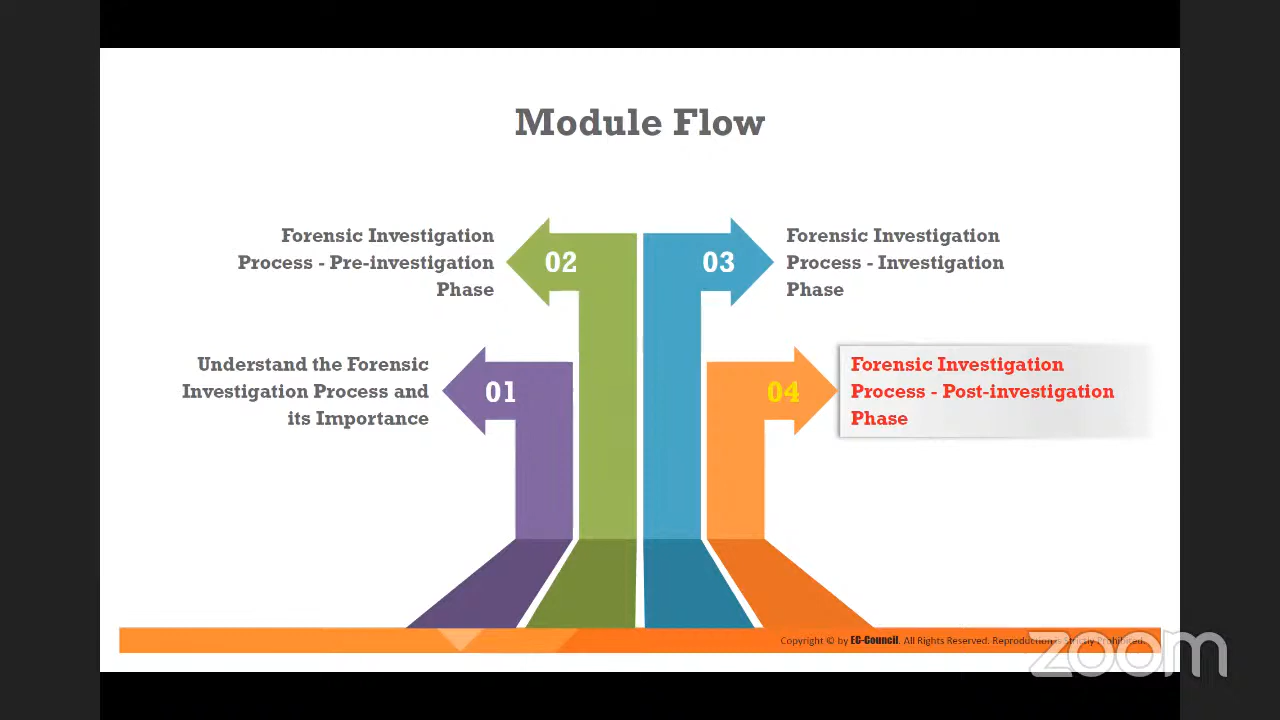 Module Flow
Forensic Investigation
Process - Pre-investigation
Phase
02
03
Forensic Investigation
Process - Investigation
Phase
Understand the Forensic
Investigation Process and
its Importance
01
04
Forensic Investigation
Process - Post-investigation
Phase
Copyright © by EC-Council. All Rights Reserved. Reproduction is Strictly Prohibited.
zoom